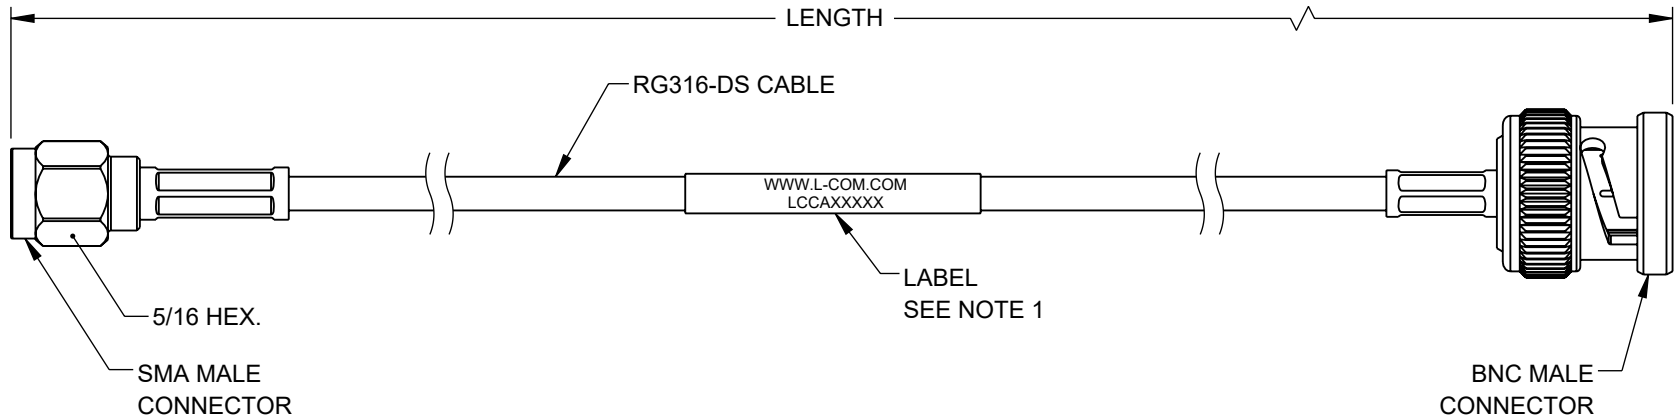 LENGTH
RG316-DS CABLE
WWW.L-COM.COM
LCCAXXXXX
LABEL
SEE NOTE 1
5/16 HEX.
SMA MALE
CONNECTOR
BNC MALE
CONNECTOR